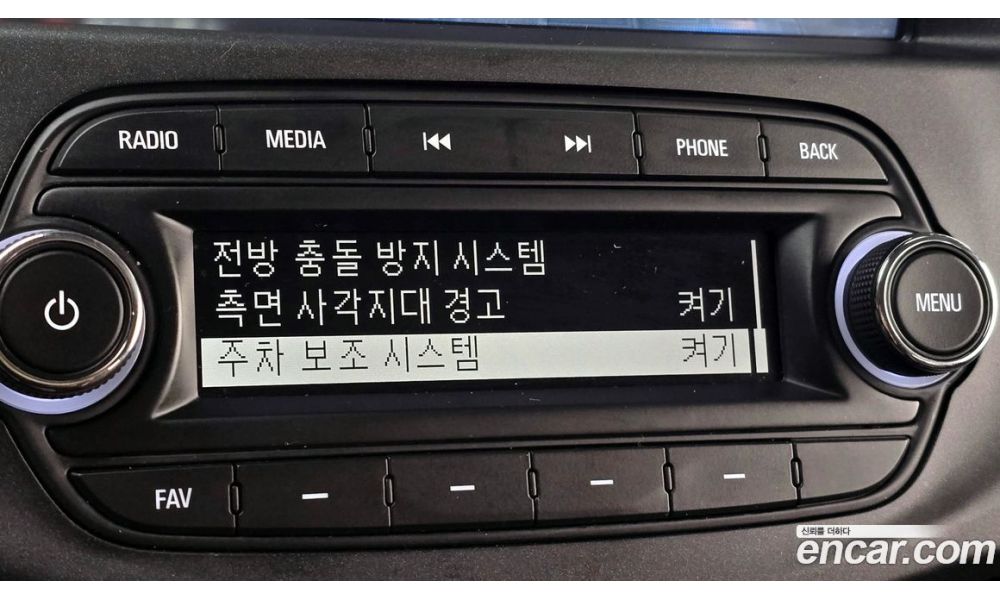 RADIO MEDIA PHONE BACK
전방 충돌 방지 시스템
측면 사각지대 경고 켜기
주차 보조 시스템 켜기
MENU
FAV
신뢰를 더하다
encar.com